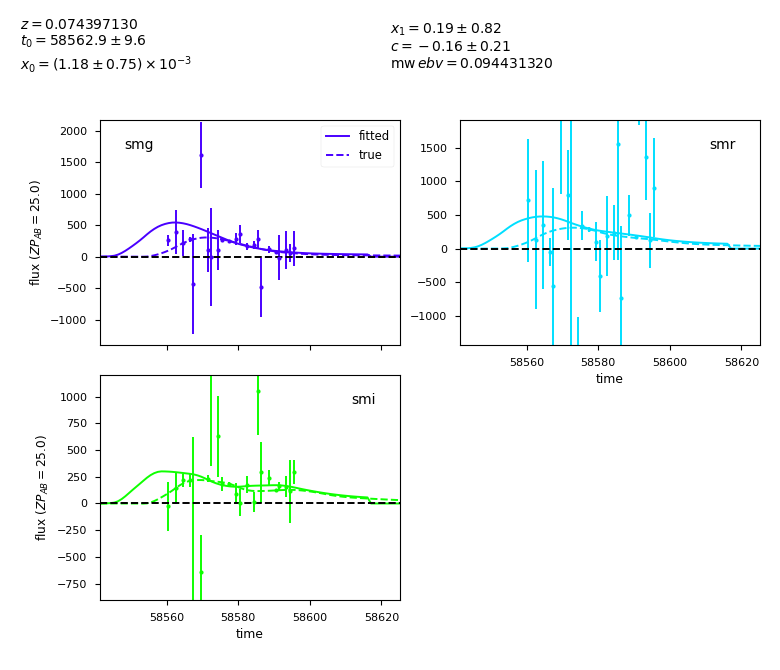 z = 0.074397130
t₀ = 58562.9 ± 9.6
x₀ = (1.18 ± 0.75) × 10⁻³
x₁ = 0.19 ± 0.82
c = −0.16 ± 0.21
mw ebv = 0.094431320
smg
fitted
true
flux (ZP_AB = 25.0)
2000
1500
1000
500
0
−500
−1000
smr
1500
1000
500
0
−500
−1000
58560 58580 58600 58620
time
smi
flux (ZP_AB = 25.0)
1000
750
500
250
0
−250
−500
−750
58560 58580 58600 58620
time